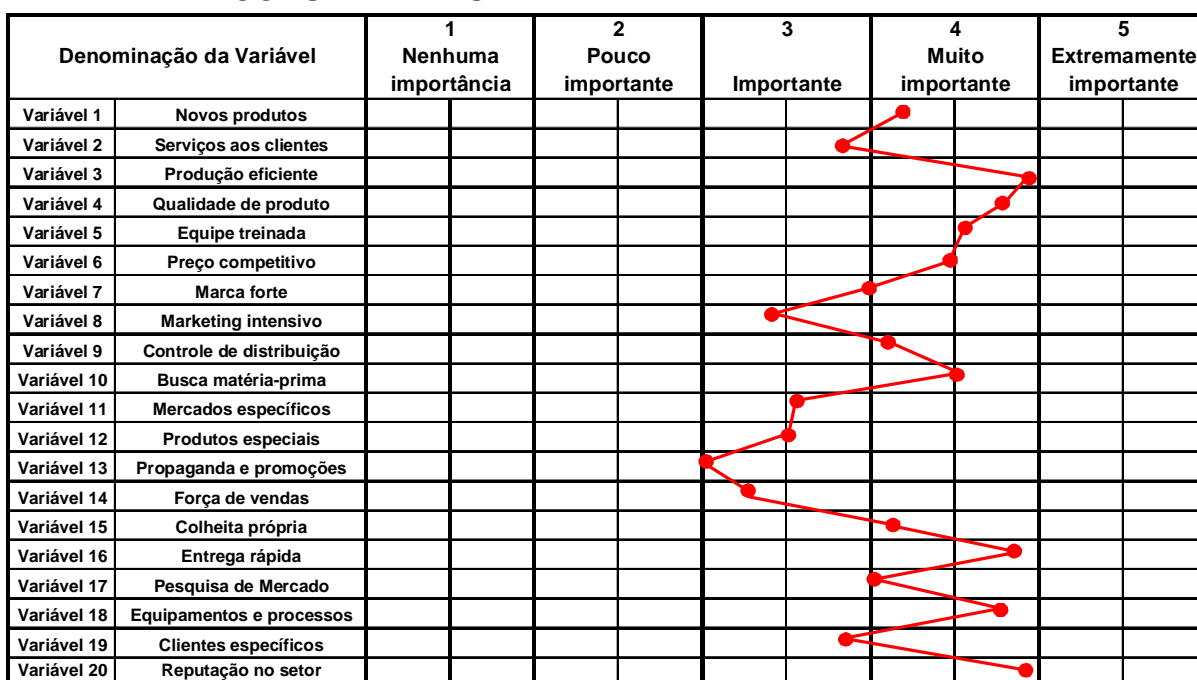 1 2 3 4 5
Denominação da Variável Nenhuma Pouco Muito Extremamente
importância importante Importante importante importante
Variável 1 Novos produtos
Variável 2 Serviços aos clientes
Variável 3 Produção eficiente
Variável 4 Qualidade de produto
Variável 5 Equipe treinada
Variável 6 Preço competitivo
Variável 7 Marca forte
Variável 8 Marketing intensivo
Variável 9 Controle de distribuição
Variável 10 Busca matéria-prima
Variável 11 Mercados específicos
Variável 12 Produtos especiais
Variável 13 Propaganda e promoções
Variável 14 Força de vendas
Variável 15 Colheita própria
Variável 16 Entrega rápida
Variável 17 Pesquisa de Mercado
Variável 18 Equipamentos e processos
Variável 19 Clientes específicos
Variável 20 Reputação no setor